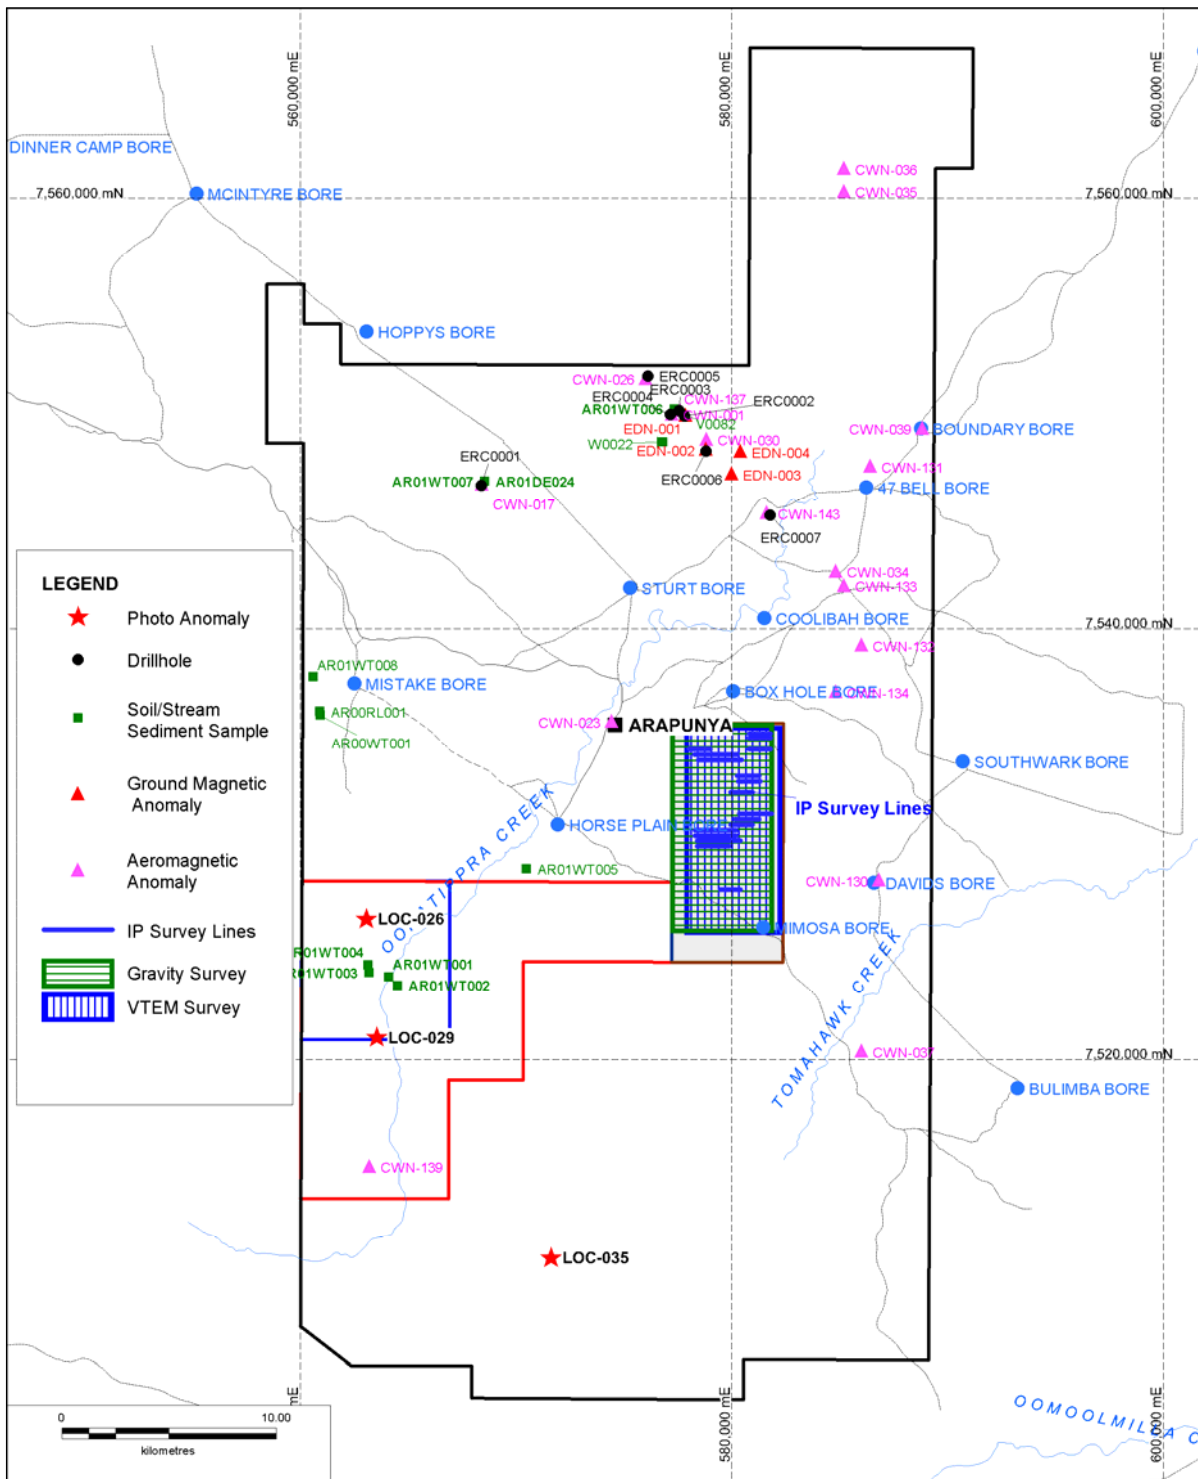 560,000 mE
580,000 mE
600,000 mE
DINNER CAMP BORE
7,560,000 mN
MCINTYRE BORE
CWN-036
CWN-035
7,560,000 mN
HOPPYS BORE
CWN-026
ERC0005
ERC0003
ERC0004
CWN-137
ERC0002
AR01WT006
CWN-001
V0082
EDN-001
CWN-030
W0022
EDN-002
EDN-004
CWN-039
BOUNDARY BORE
ERC0001
ERC0006
EDN-003
CWN-131
AR01WT007
AR01DE024
47 BELL BORE
CWN-017
CWN-143
ERC0007
LEGEND
Photo Anomaly
Drillhole
Soil/Stream
Sediment Sample
Ground Magnetic
Anomaly
Aeromagnetic
Anomaly
IP Survey Lines
Gravity Survey
VTEM Survey
CWN-034
CWN-133
STURT BORE
COOLIBAH BORE
7,540,000 mN
CWN-132
AR01WT008
MISTAKE BORE
BOX HOLE BORE
CWN-134
AR00RL001
CWN-023
ARAPUNYA
AR00WT001
SOUTHWARK BORE
IP Survey Lines
HORSE PLAIN BORE
AR01WT005
CWN-130
DAVIDS BORE
LOC-026
MIMOSA BORE
R01WT004
AR01WT001
R01WT003
AR01WT002
LOC-029
TOMAHAWK CREEK
CWN-037
7,520,000 mN
BULIMBA BORE
CWN-139
LOC-035
0 10.00
kilometres
mE
580,000 mE
600,000 mE